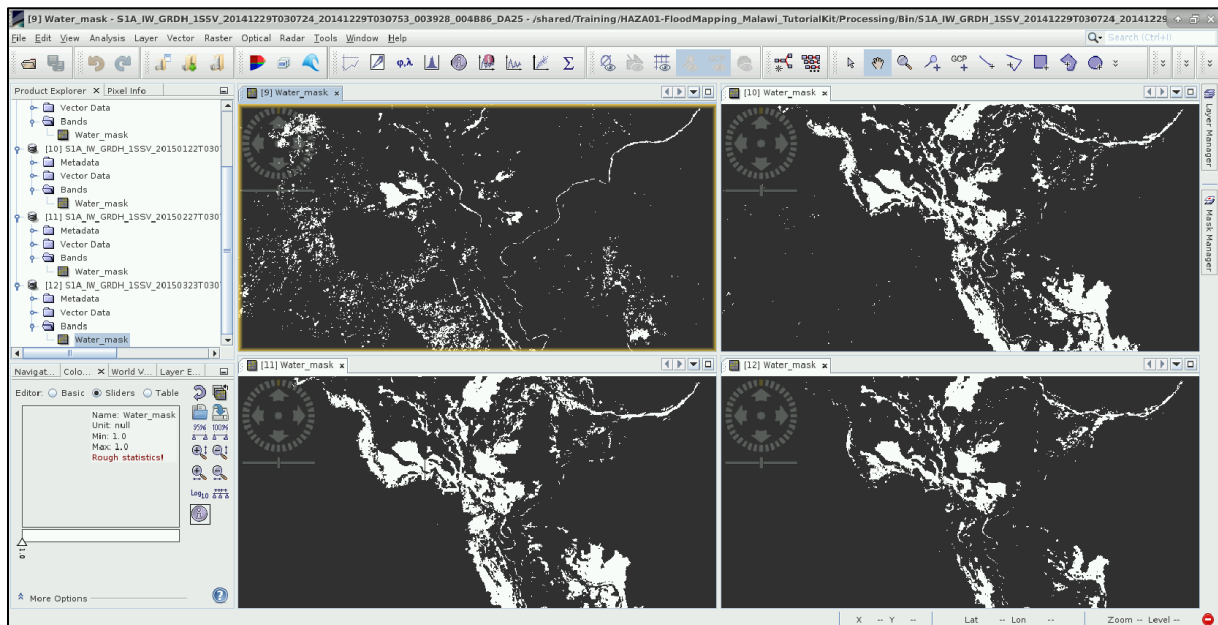 [9] Water_mask - S1A_IW_GRDH_1SSV_20141229T030724_20141229T030753_003928_004B86_DA25 - /shared/Training/HAZA01-FloodMapping_Malawi_TutorialKit/Processing/Bin/S1A_IW_GRDH_1SSV_20141229T030724_20141229
File Edit View Analysis Layer Vector Raster Optical Radar Tools Window Help
Search (Ctrl+I)
φ,λ Σ GCP
Product Explorer × Pixel Info
[9] Water_mask ×
[10] Water_mask ×
Layer Manager
Mask Manager
Vector Data
Bands
Water_mask
[10] S1A_IW_GRDH_1SSV_20150122T030
Metadata
Vector Data
Bands
Water_mask
[11] S1A_IW_GRDH_1SSV_20150227T030
Metadata
Vector Data
Bands
Water_mask
[12] S1A_IW_GRDH_1SSV_20150323T030
Metadata
Vector Data
Bands
Water_mask
[11] Water_mask ×
[12] Water_mask ×
Navigat... Colo... × World V... Layer E...
Editor: Basic Sliders Table
Name: Water_mask
Unit: null
Min: 1.0
Max: 1.0
Rough statistics!
95% 100%
Log10
1.0
More Options
X -- Y -- Lat -- Lon -- Zoom -- Level --